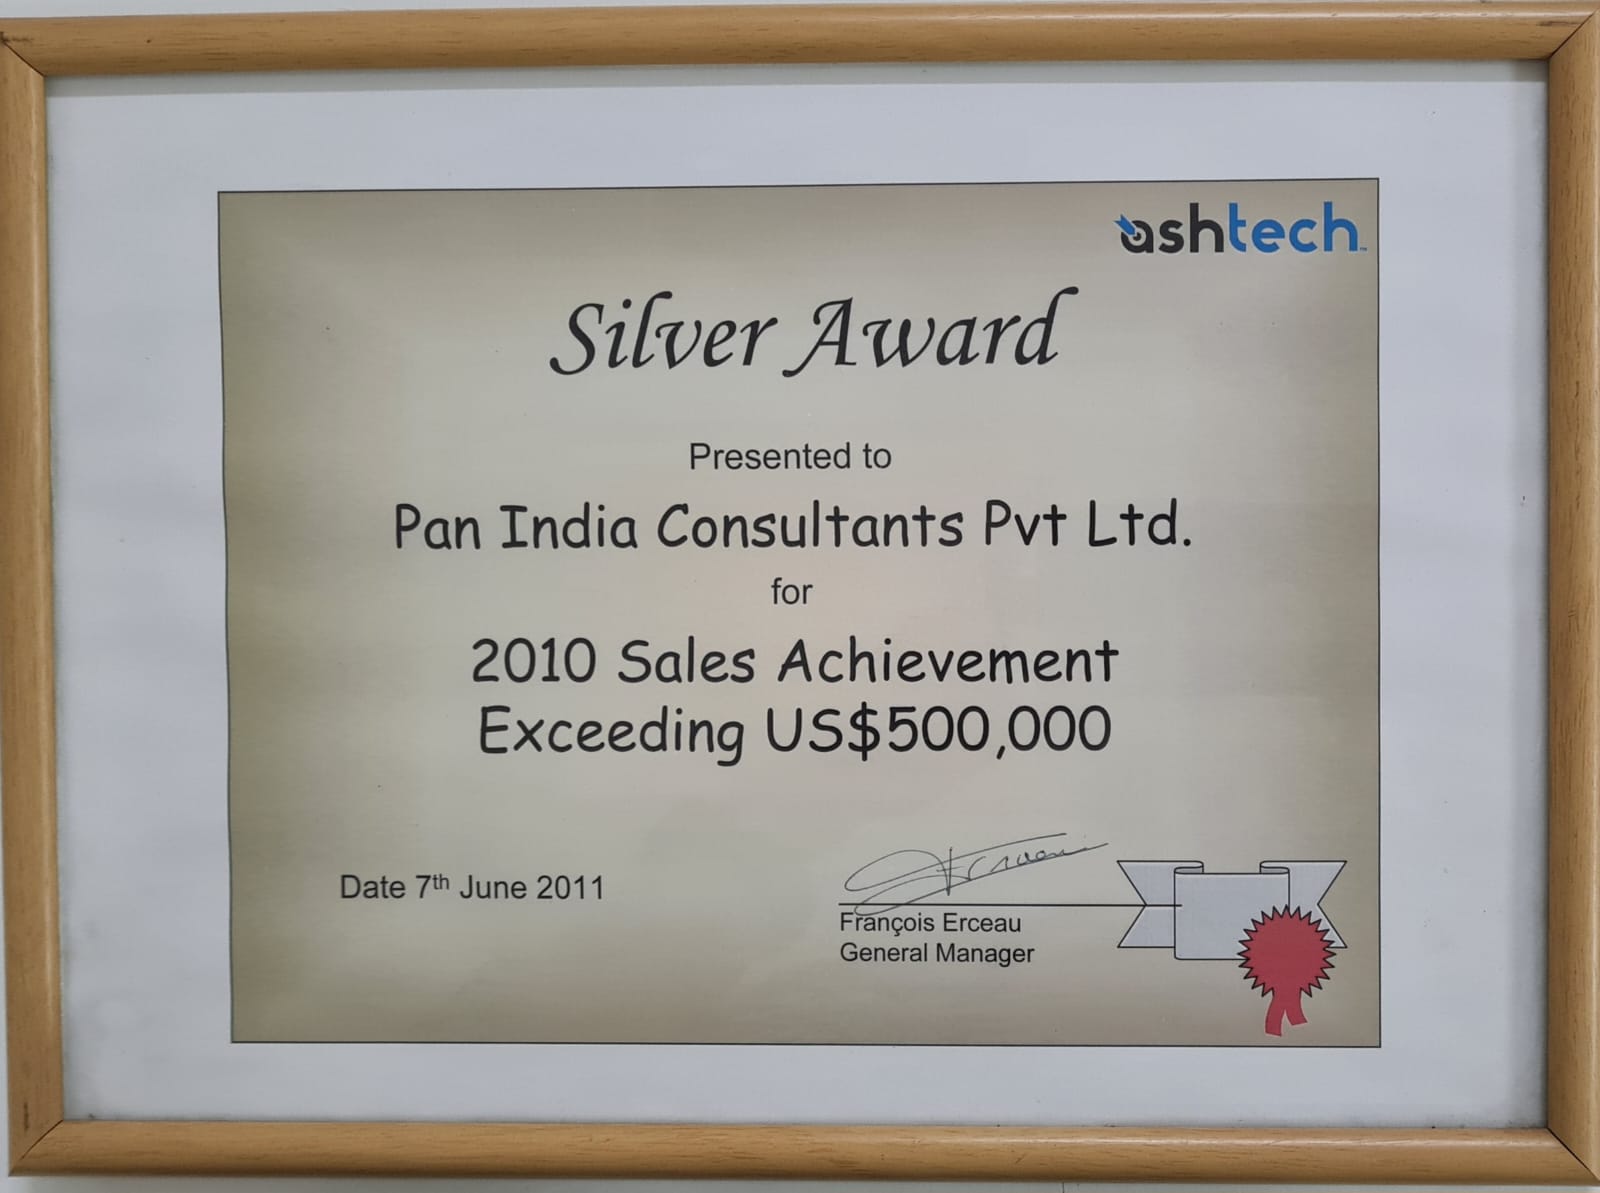 ashtech™
Silver Award
Presented to
Pan India Consultants Pvt Ltd.
for
2010 Sales Achievement
Exceeding US$500,000
Date 7th June 2011
François Erceau
General Manager